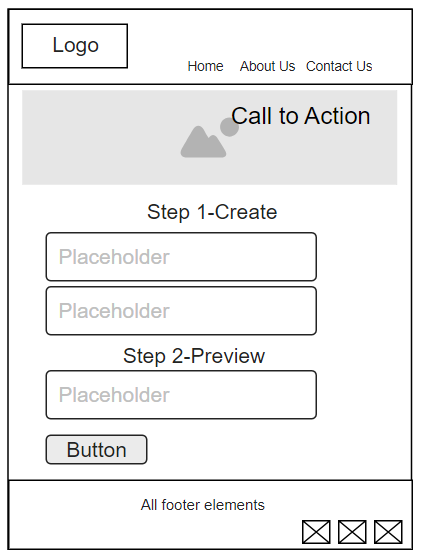 Logo
Home About Us Contact Us
Call to Action
Step 1-Create
Placeholder
Placeholder
Step 2-Preview
Placeholder
Button
All footer elements